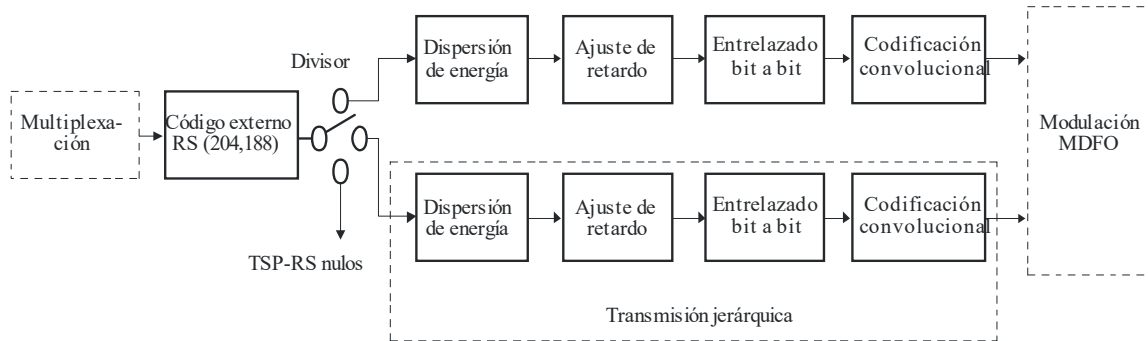 Divisor
Dispersión
de energía
Ajuste de
retardo
Entrelazado
bit a bit
Codificación
convolucional
Multiplexa-
ción
Código externo
RS (204,188)
Modulación
MDFO
Dispersión
de energía
Ajuste de
retardo
Entrelazado
bit a bit
Codificación
convolucional
TSP-RS nulos
Transmisión jerárquica